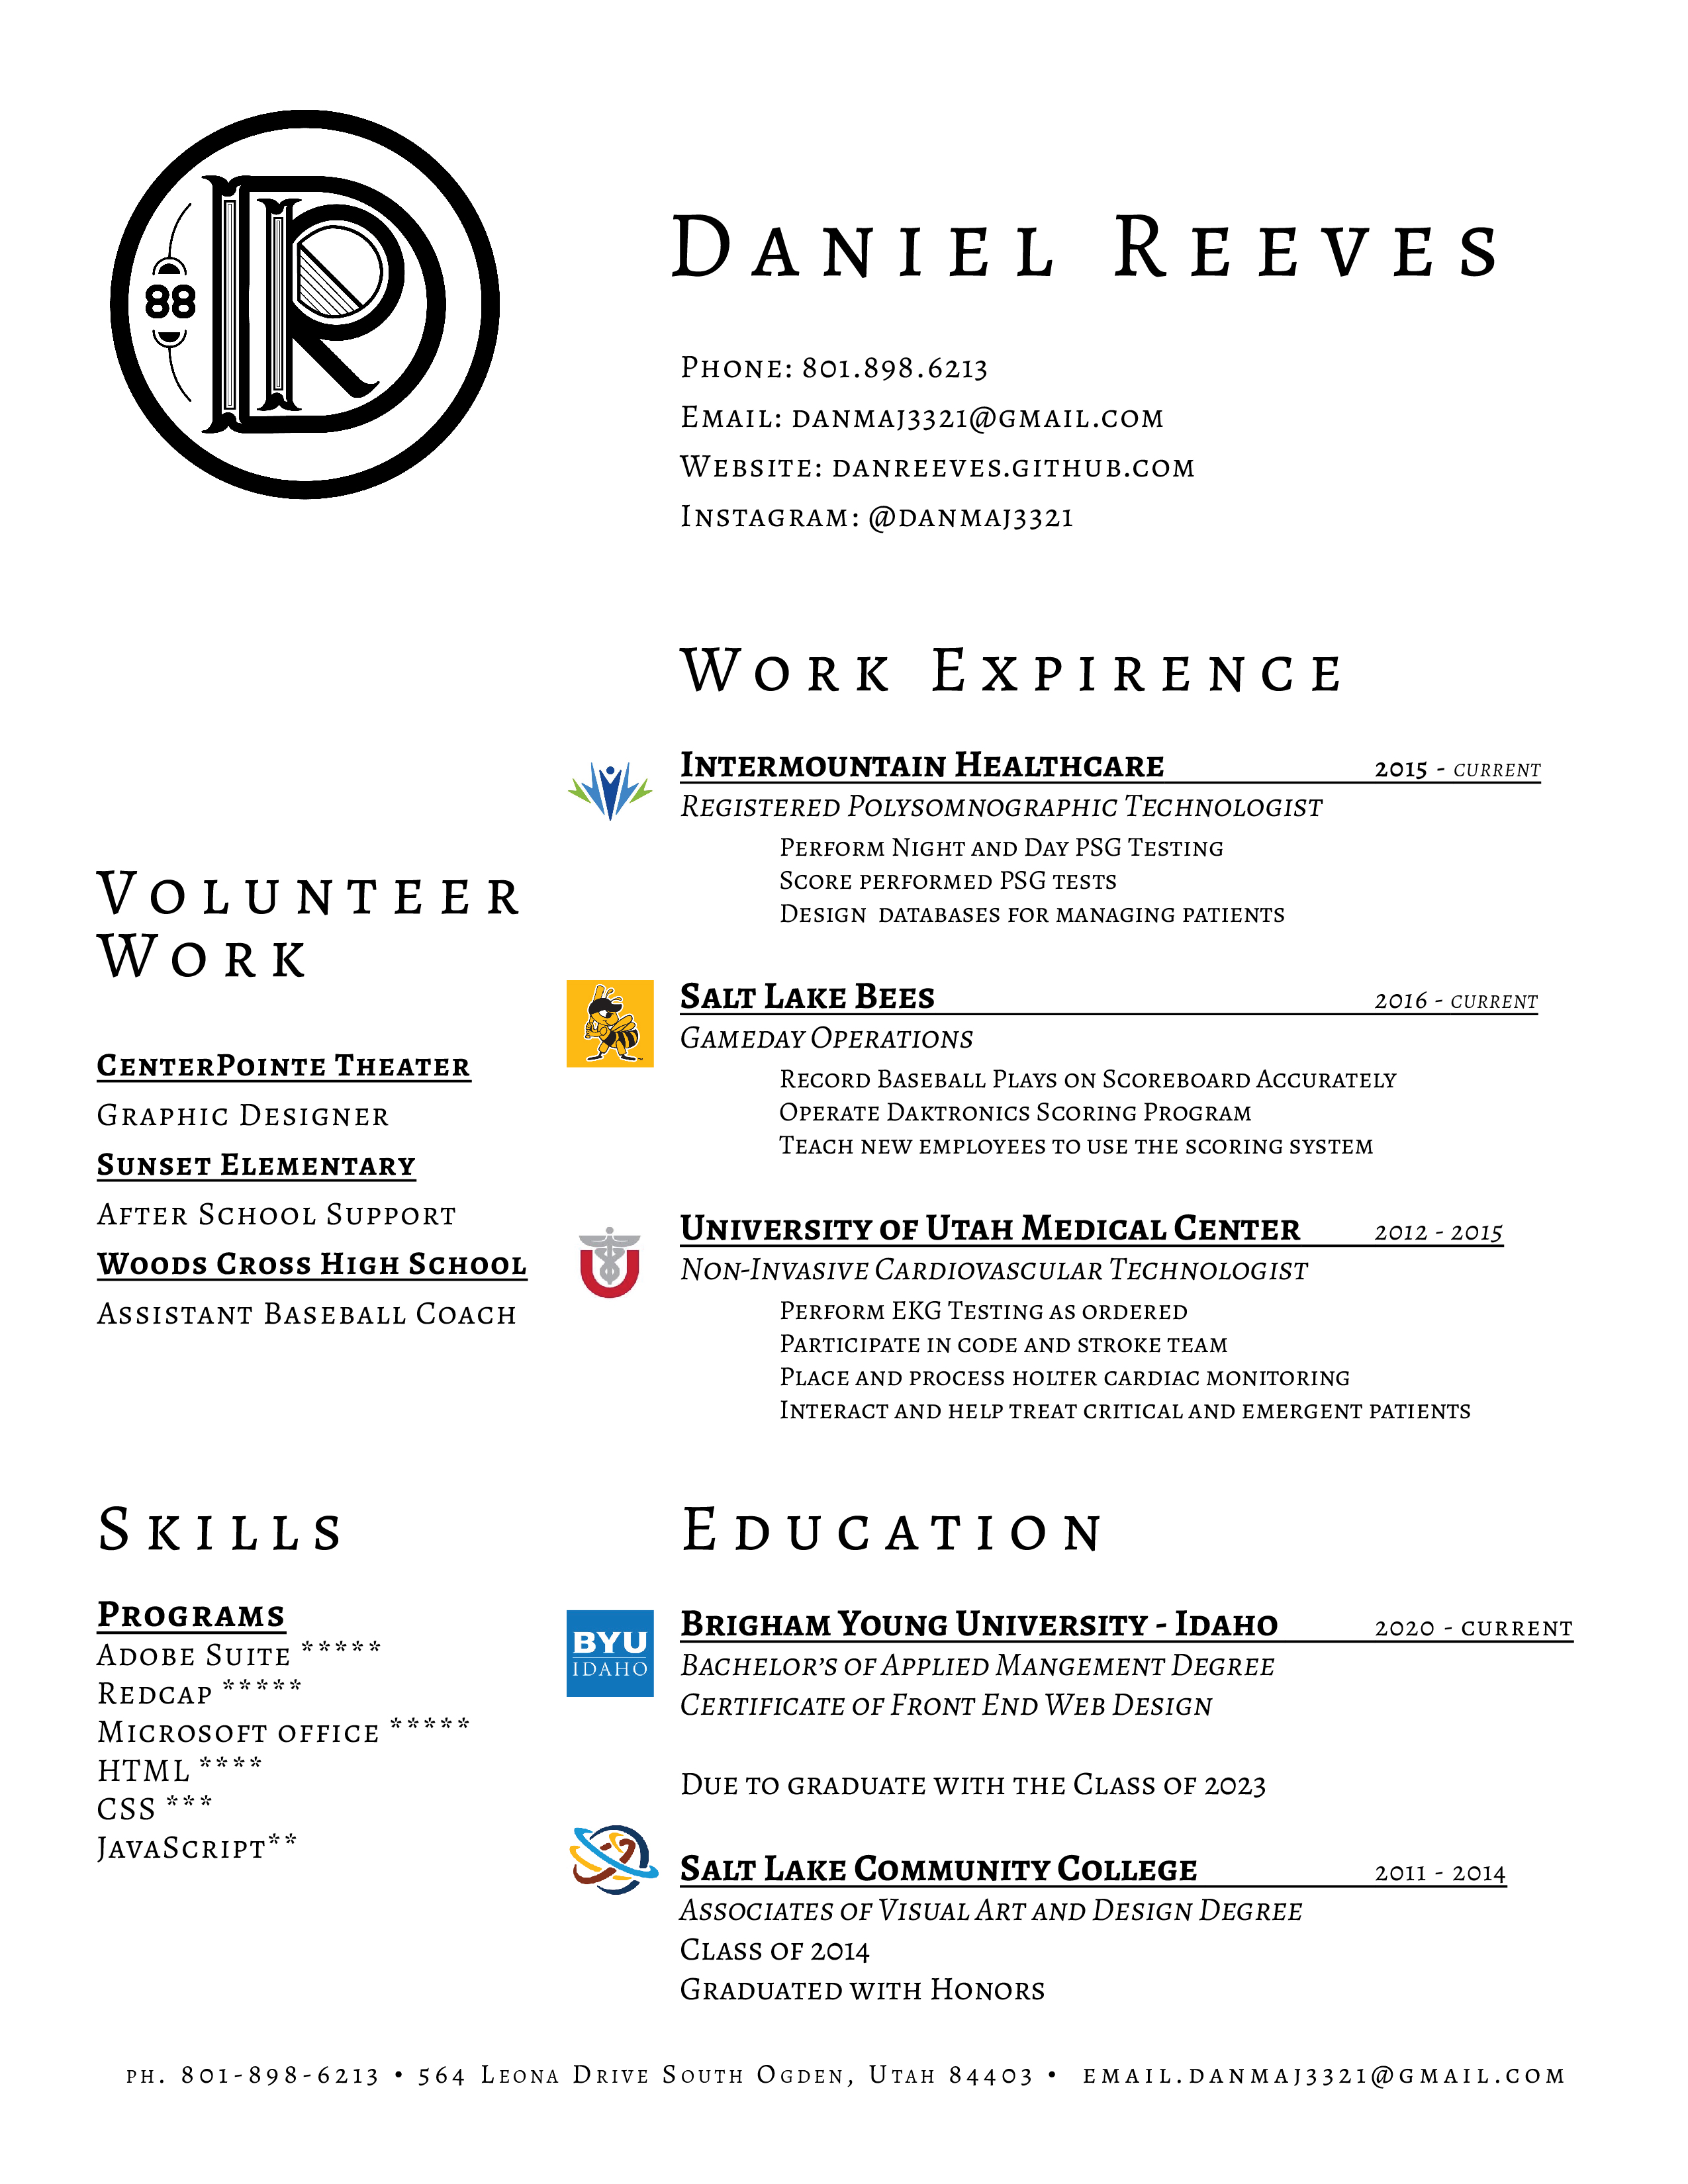 88
DR
Daniel Reeves
Phone: 801.898.6213
Email: danmaj3321@gmail.com
Website: danreeves.github.com
Instagram: @danmaj3321
Work Expirence
Intermountain Healthcare 2015 - current
Registered Polysomnographic Technologist
Perform Night and Day PSG Testing
Score performed PSG tests
Design databases for managing patients
Salt Lake Bees 2016 - current
Gameday Operations
Record Baseball Plays on Scoreboard Accurately
Operate Daktronics Scoring Program
Teach new employees to use the scoring system
University of Utah Medical Center 2012 - 2015
Non-Invasive Cardiovascular Technologist
Perform EKG Testing as ordered
Participate in code and stroke team
Place and process holter cardiac monitoring
Interact and help treat critical and emergent patients
Volunteer
Work
CenterPointe Theater
Graphic Designer
Sunset Elementary
After School Support
Woods Cross High School
Assistant Baseball Coach
Skills
Programs
Adobe Suite *****
Redcap *****
Microsoft office *****
HTML ****
CSS ***
JavaScript**
Education
BYU
IDAHO
Brigham Young University - Idaho 2020 - current
Bachelor's of Applied Mangement Degree
Certificate of Front End Web Design
Due to graduate with the Class of 2023
Salt Lake Community College 2011 - 2014
Associates of Visual Art and Design Degree
Class of 2014
Graduated with Honors
ph. 801-898-6213 • 564 Leona Drive South Ogden, Utah 84403 • email.danmaj3321@gmail.com